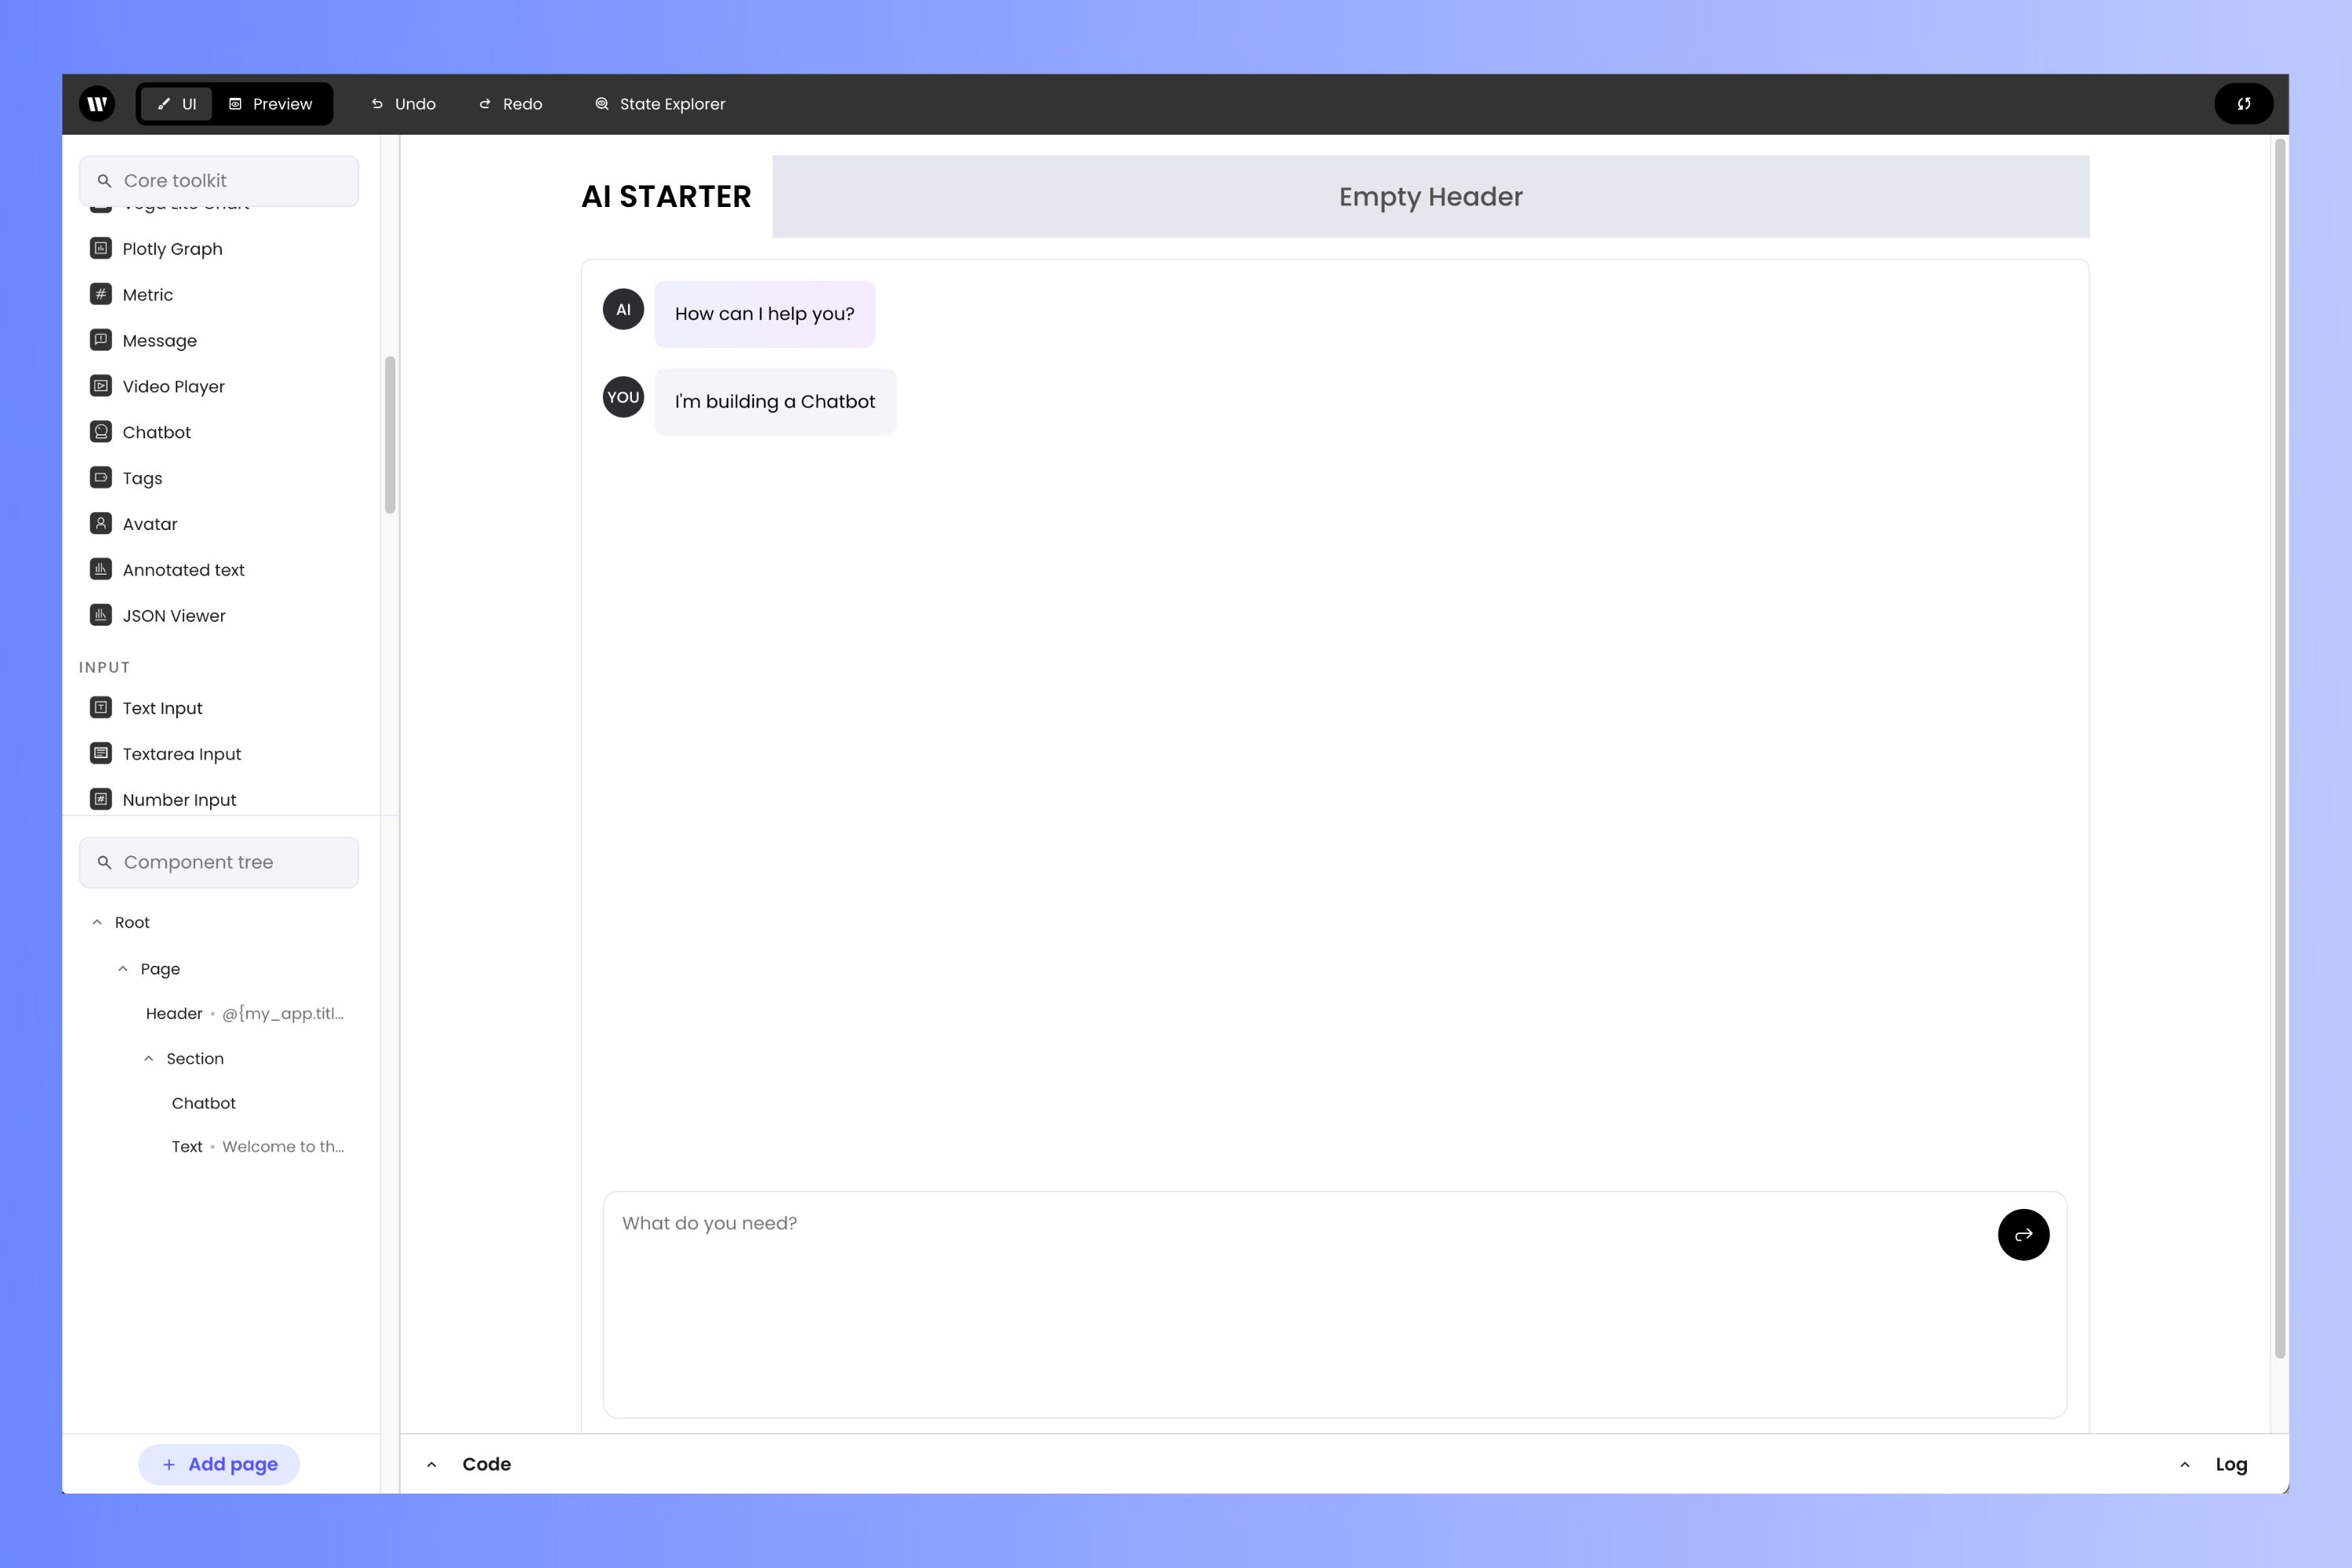 UI
Preview
Undo
Redo
State Explorer
Core toolkit
Vega Lite Chart
Plotly Graph
Metric
Message
Video Player
Chatbot
Tags
Avatar
Annotated text
JSON Viewer
INPUT
Text Input
Textarea Input
Number Input
Component tree
Root
Page
Header • @{my_app.titl...
Section
Chatbot
Text • Welcome to th...
+ Add page
AI STARTER
Empty Header
AI
How can I help you?
YOU
I'm building a Chatbot
What do you need?
Code
Log